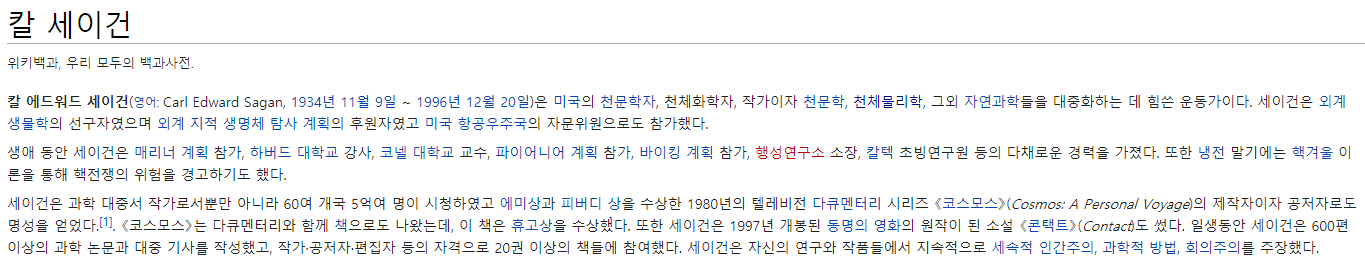 칼 세이건
위키백과, 우리 모두의 백과사전.
칼 에드워드 세이건(영어: Carl Edward Sagan, 1934년 11월 9일 ~ 1996년 12월 20일)은 미국의 천문학자, 천체화학자, 작가이자 천문학, 천체물리학, 그외 자연과학들을 대중화하는 데 힘쓴 운동가이다. 세이건은 외계
생물학의 선구자였으며 외계 지적 생명체 탐사 계획의 후원자였고 미국 항공우주국의 자문위원으로도 참가했다.
생애 동안 세이건은 매리너 계획 참가, 하버드 대학교 강사, 코넬 대학교 교수, 파이어니어 계획 참가, 바이킹 계획 참가, 행성연구소 소장, 칼텍 초빙연구원 등의 다채로운 경력을 가졌다. 또한 냉전 말기에는 핵겨울 이
론을 통해 핵전쟁의 위험을 경고하기도 했다.
세이건은 과학 대중서 작가로서뿐만 아니라 60여 개국 5억여 명이 시청하였고 에미상과 피버디 상을 수상한 1980년의 텔레비전 다큐멘터리 시리즈 《코스모스》(Cosmos: A Personal Voyage)의 제작자이자 공저자로도
명성을 얻었다.[1]. 《코스모스》는 다큐멘터리와 함께 책으로도 나왔는데, 이 책은 휴고상을 수상했다. 또한 세이건은 1997년 개봉된 동명의 영화의 원작이 된 소설 《콘택트》(Contact)도 썼다. 일생동안 세이건은 600편
이상의 과학 논문과 대중 기사를 작성했고, 작가·공저자·편집자 등의 자격으로 20권 이상의 책들에 참여했다. 세이건은 자신의 연구와 작품들에서 지속적으로 세속적 인간주의, 과학적 방법, 회의주의를 주장했다.